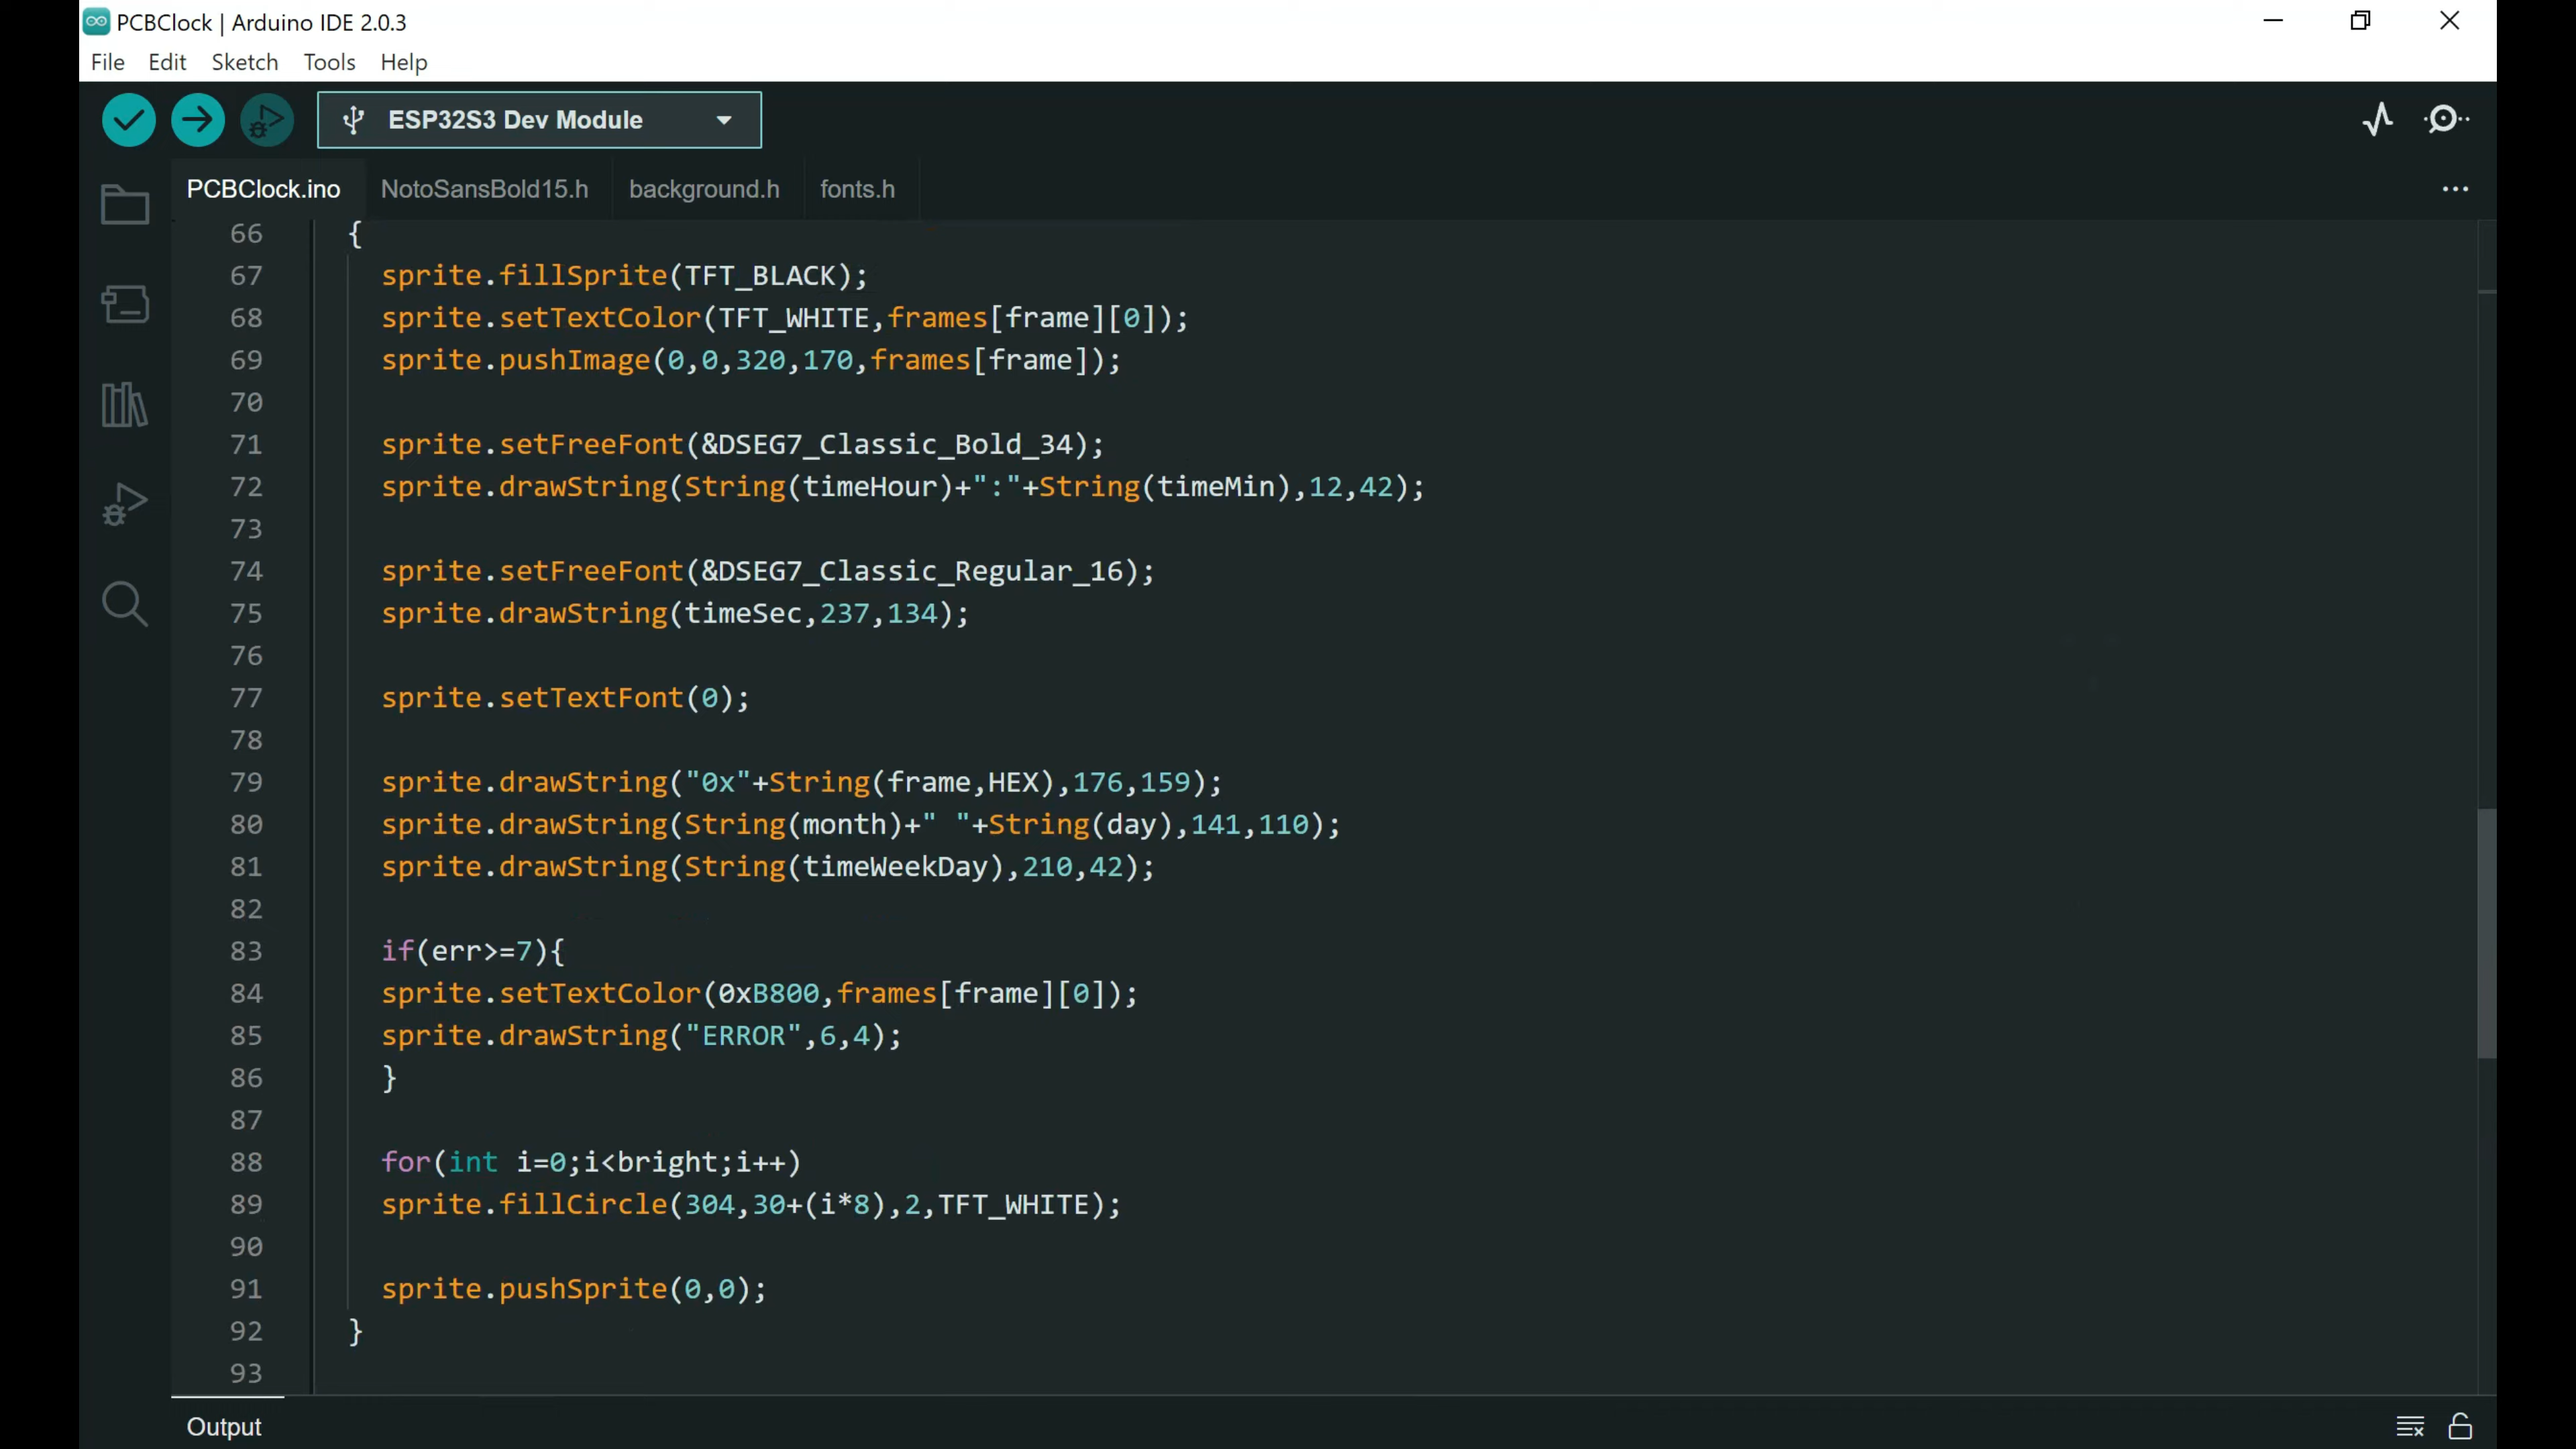 PCBClock | Arduino IDE 2.0.3
File Edit Sketch Tools Help
ESP32S3 Dev Module
PCBClock.ino NotoSansBold15.h background.h fonts.h
66 {
67 sprite.fillSprite(TFT_BLACK);
68 sprite.setTextColor(TFT_WHITE,frames[frame][0]);
69 sprite.pushImage(0,0,320,170,frames[frame]);
70
71 sprite.setFreeFont(&DSEG7_Classic_Bold_34);
72 sprite.drawString(String(timeHour)+":"+String(timeMin),12,42);
73
74 sprite.setFreeFont(&DSEG7_Classic_Regular_16);
75 sprite.drawString(timeSec,237,134);
76
77 sprite.setTextFont(0);
78
79 sprite.drawString("0x"+String(frame,HEX),176,159);
80 sprite.drawString(String(month)+" "+String(day),141,110);
81 sprite.drawString(String(timeWeekDay),210,42);
82
83 if(err>=7){
84 sprite.setTextColor(0xB800,frames[frame][0]);
85 sprite.drawString("ERROR",6,4);
86 }
87
88 for(int i=0;i<bright;i++)
89 sprite.fillCircle(304,30+(i*8),2,TFT_WHITE);
90
91 sprite.pushSprite(0,0);
92 }
93
Output